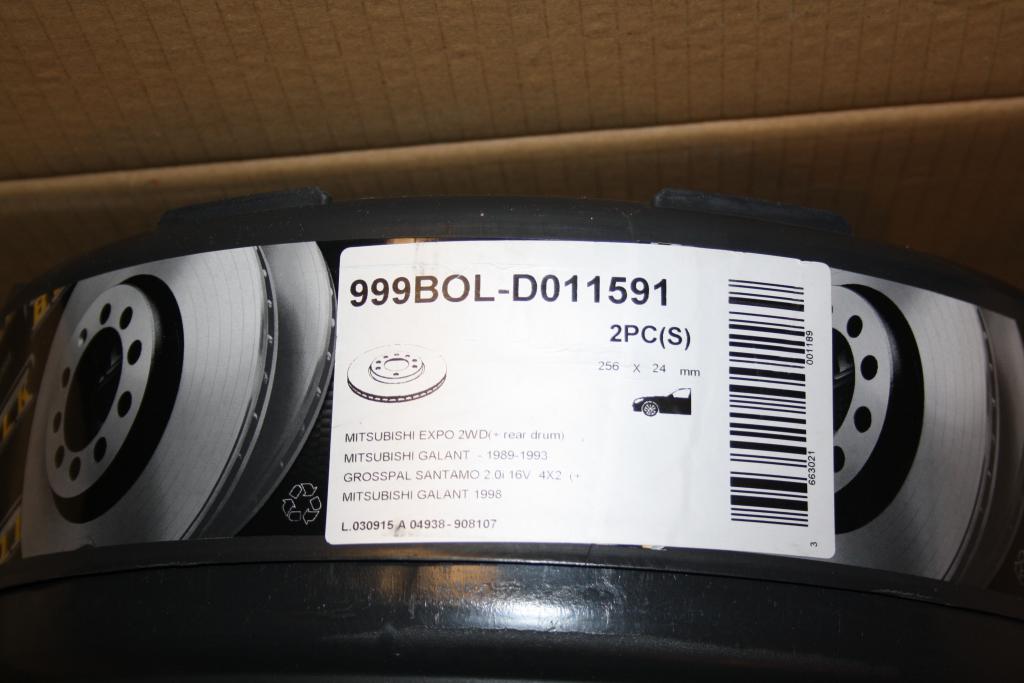 999BOL-D011591
2PC(S)
256 X 24 mm
MITSUBISHI EXPO 2WD(+ rear drum)
MITSUBISHI GALANT - 1989-1993
GROSSPAL SANTAMO 2.0i 16V 4X2 (+
MITSUBISHI GALANT 1998
L.030915 A 04938-908107
3 663021 001189